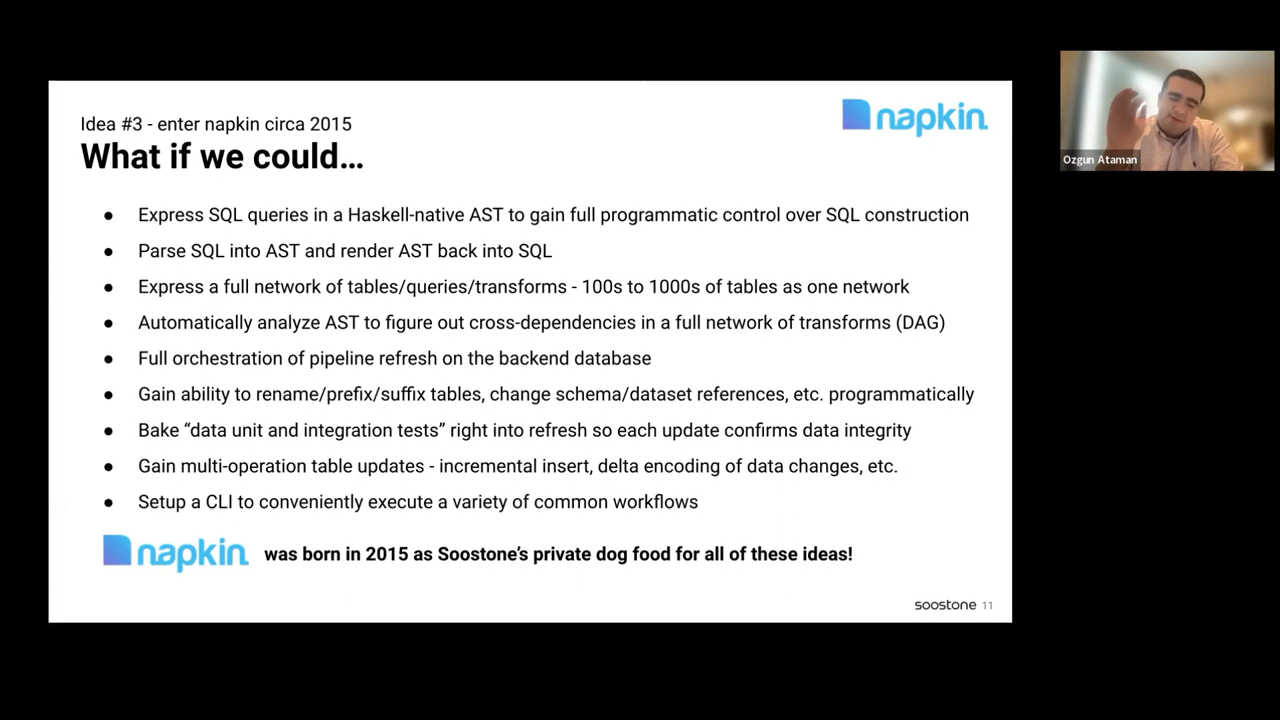 Idea #3 - enter napkin circa 2015
napkin
What if we could…
● Express SQL queries in a Haskell-native AST to gain full programmatic control over SQL construction
● Parse SQL into AST and render AST back into SQL
● Express a full network of tables/queries/transforms - 100s to 1000s of tables as one network
● Automatically analyze AST to figure out cross-dependencies in a full network of transforms (DAG)
● Full orchestration of pipeline refresh on the backend database
● Gain ability to rename/prefix/suffix tables, change schema/dataset references, etc. programmatically
● Bake “data unit and integration tests” right into refresh so each update confirms data integrity
● Gain multi-operation table updates - incremental insert, delta encoding of data changes, etc.
● Setup a CLI to conveniently execute a variety of common workflows
napkin was born in 2015 as Soostone’s private dog food for all of these ideas!
soostone 11
Ozgun Ataman